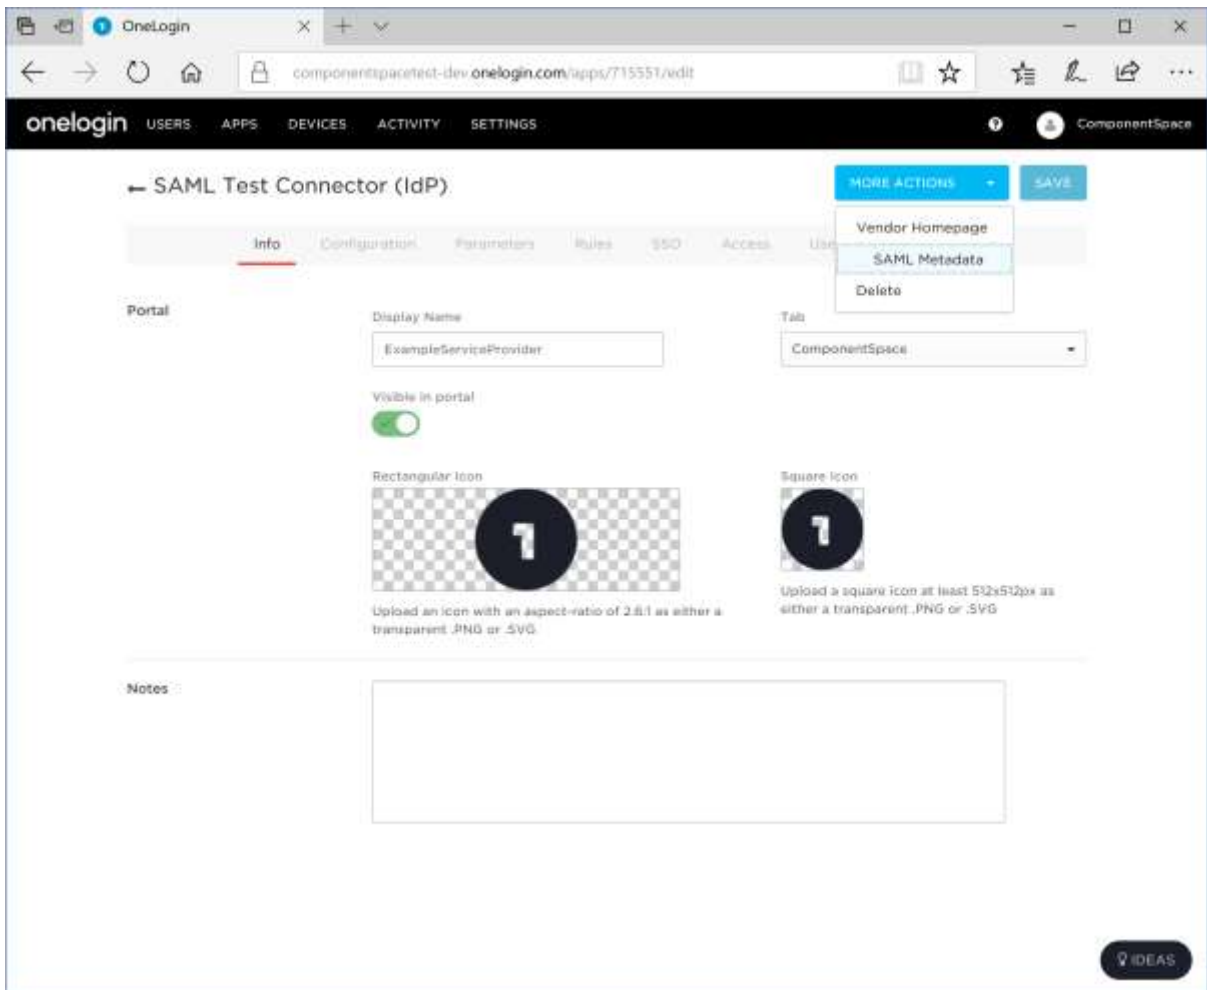 OneLogin
componentspacetest-dev.onelogin.com/apps/715551/edit
onelogin USERS APPS DEVICES ACTIVITY SETTINGS ComponentSpace
SAML Test Connector (IdP) MORE ACTIONS SAVE
Vendor Homepage
Info Configuration Parameters Rules SSO Access Use
SAML Metadata
Delete
Portal
Display Name Tab
ExampleServiceProvider ComponentSpace
Visible in portal
Rectangular Icon Square Icon
1 1
Upload an icon with an aspect-ratio of 2.6:1 as either a
transparent .PNG or .SVG
Upload a square icon at least 512x512px as
either a transparent .PNG or .SVG
Notes
IDEAS